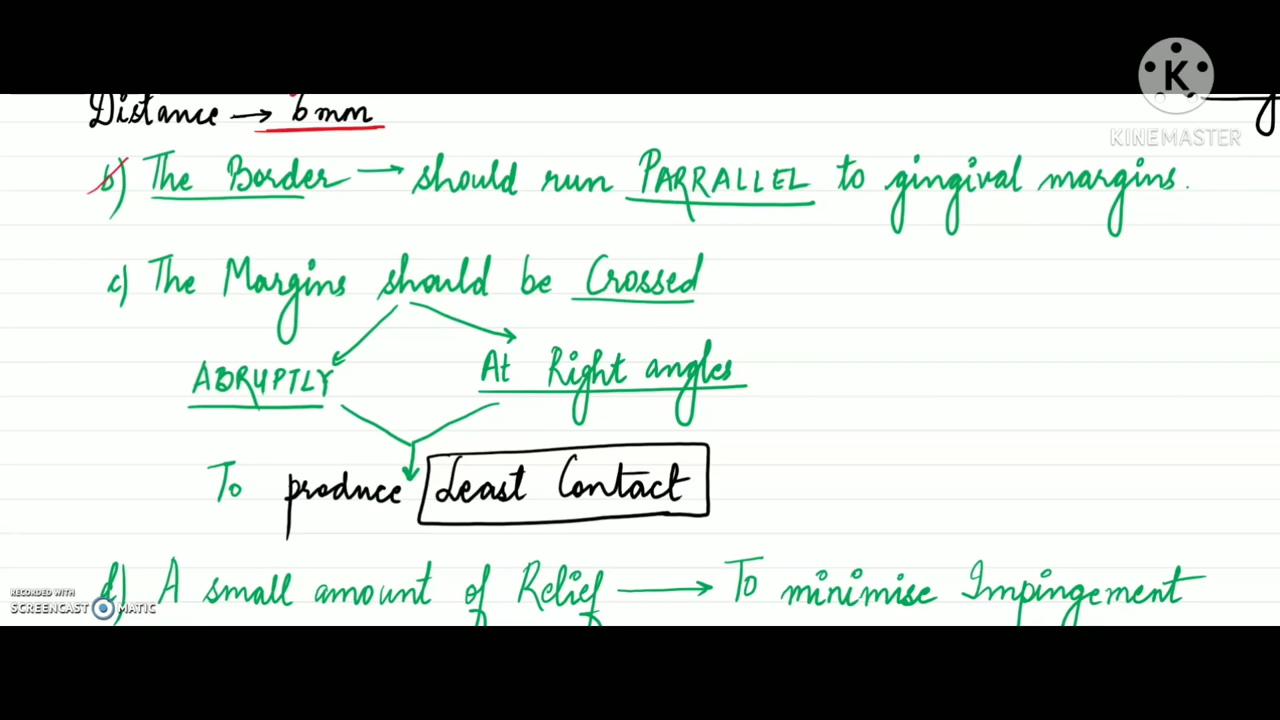 K
KINEMASTER
Distance → 6mm
b) The Border → should run PARRALLEL to gingival margins.
c) The Margins should be Crossed
ABRUPTLY At Right angles
To produce Least Contact
d) A small amount of Relief → To minimise Impingement
RECORDED WITH
SCREENCAST MATIC